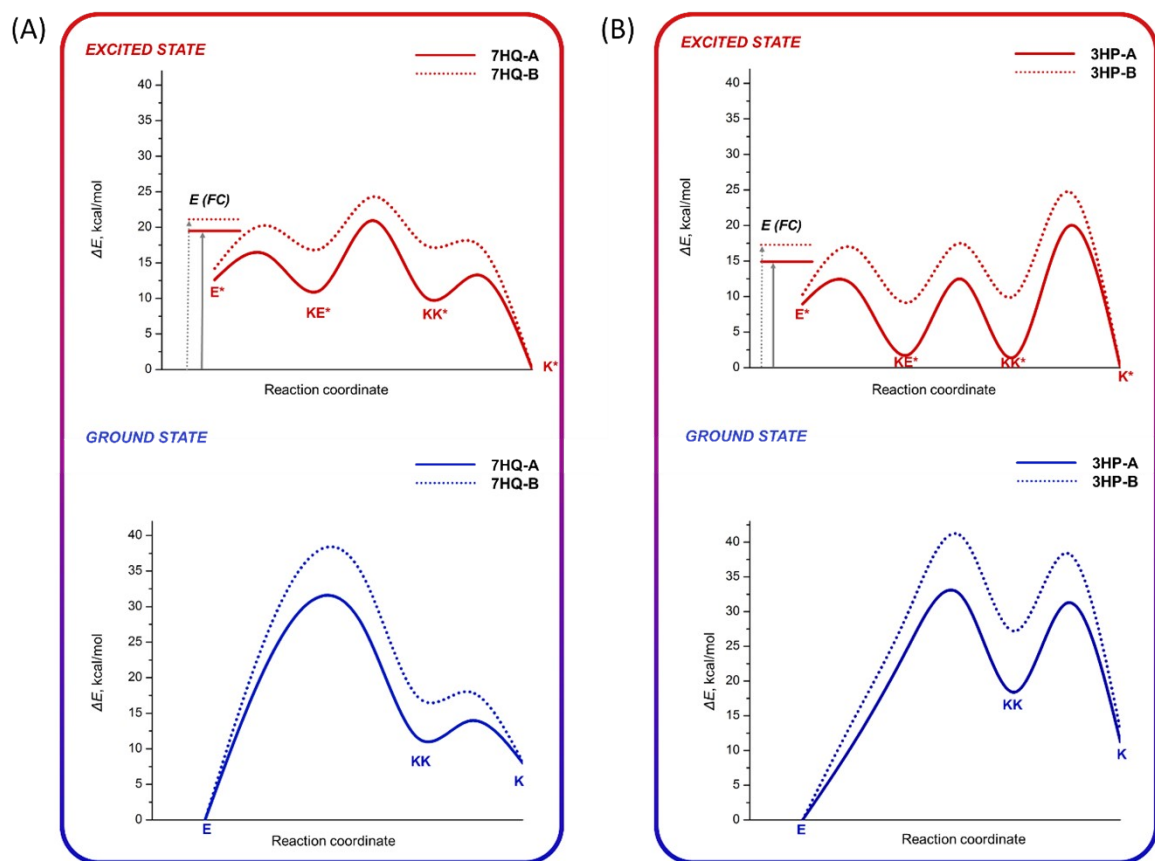 (A)
EXCITED STATE
7HQ-A
7HQ-B
40
35
30
25
20
15
10
5
0
ΔE, kcal/mol
E (FC)
E*
KE*
KK*
K*
Reaction coordinate
GROUND STATE
7HQ-A
7HQ-B
40
35
30
25
20
15
10
5
0
ΔE, kcal/mol
E
KK
K
Reaction coordinate
(B)
EXCITED STATE
3HP-A
3HP-B
40
35
30
25
20
15
10
5
0
ΔE, kcal/mol
E (FC)
E*
KE*
KK*
K*
Reaction coordinate
GROUND STATE
3HP-A
3HP-B
40
35
30
25
20
15
10
5
0
ΔE, kcal/mol
E
KK
K
Reaction coordinate